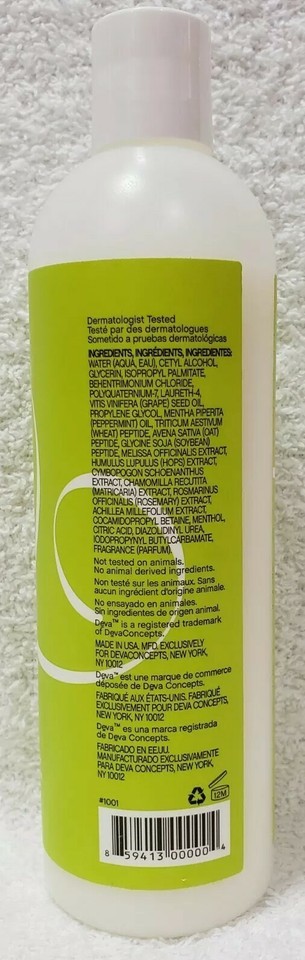 Dermatologist Tested
Testé par des dermatologues
Sometido a pruebas dermatológicas
INGREDIENTS, INGRÉDIENTS, INGREDIENTES:
WATER (AQUA, EAU), CETYL ALCOHOL,
GLYCERIN, ISOPROPYL PALMITATE,
BEHENTRIMONIUM CHLORIDE,
POLYQUATERNIUM-7, LAURETH-4,
VITIS VINIFERA (GRAPE) SEED OIL,
PROPYLENE GLYCOL, MENTHA PIPERITA
(PEPPERMINT) OIL, TRITICUM AESTIVUM
(WHEAT) PEPTIDE, AVENA SATIVA (OAT)
PEPTIDE, GLYCINE SOJA (SOYBEAN)
PEPTIDE, MELISSA OFFICINALIS EXTRACT,
HUMULUS LUPULUS (HOPS) EXTRACT,
CYMBOPOGON SCHOENANTHUS
EXTRACT, CHAMOMILLA RECUTITA
(MATRICARIA) EXTRACT, ROSMARINUS
OFFICINALIS (ROSEMARY) EXTRACT,
ACHILLEA MILLEFOLIUM EXTRACT,
COCAMIDOPROPYL BETAINE, MENTHOL,
CITRIC ACID, DIAZOLIDINYL UREA,
IODOPROPYNYL BUTYLCARBAMATE,
FRAGRANCE (PARFUM).
Not tested on animals.
No animal derived ingredients.
Non testé sur les animaux. Sans
aucun ingrédient d'origine animale.
No ensayado en animales.
Sin ingredientes de origen animal.
Deva™ is a registered trademark
of DevaConcepts.
MADE IN USA. MFD. EXCLUSIVELY
FOR DEVACONCEPTS, NEW YORK,
NY 10012
Deva™ est une marque de commerce
déposée de Deva Concepts.
FABRIQUÉ AUX ÉTATS-UNIS. FABRIQUÉ
EXCLUSIVEMENT POUR DEVA CONCEPTS,
NEW YORK, NY 10012
Deva™ es una marca registrada
de Deva Concepts.
FABRICADO EN EE.UU.
MANUFACTURADO EXCLUSIVAMENTE
PARA DEVA CONCEPTS, NEW YORK,
NY 10012
#1001
12M
8 59413 00000 4